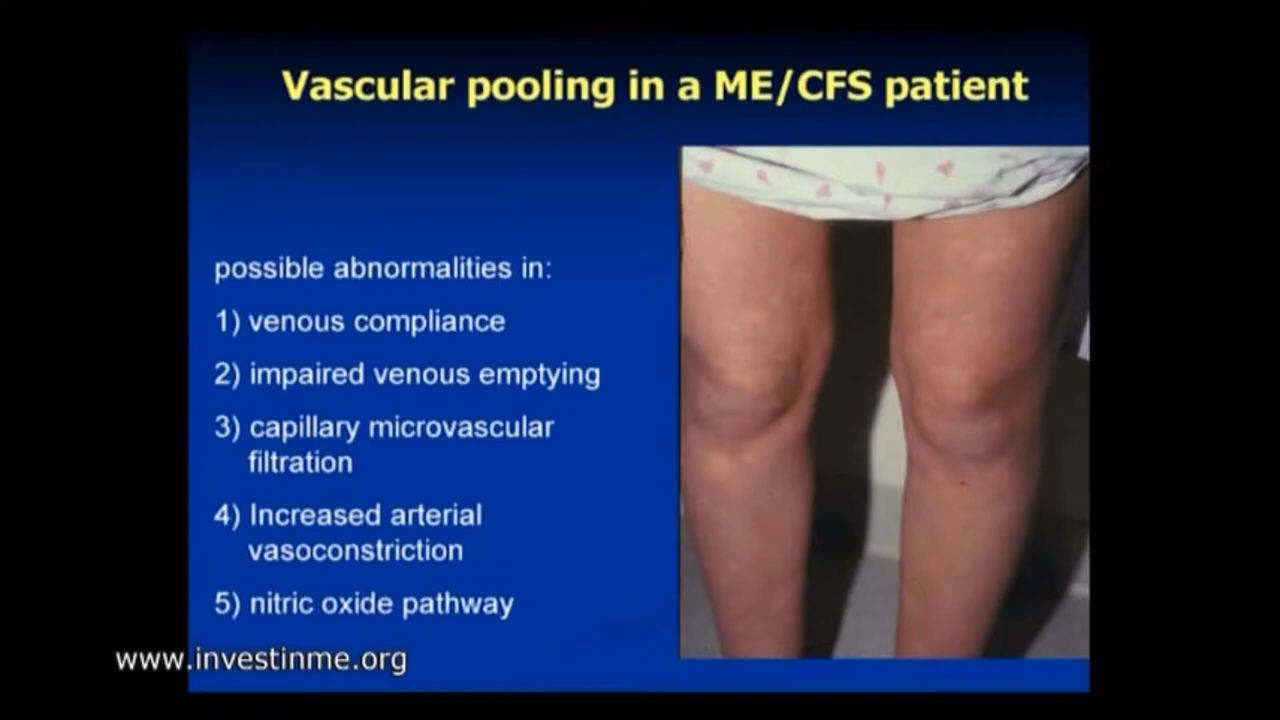 Vascular pooling in a ME/CFS patient
possible abnormalities in:
1) venous compliance
2) impaired venous emptying
3) capillary microvascular
filtration
4) Increased arterial
vasoconstriction
5) nitric oxide pathway
www.investinme.org